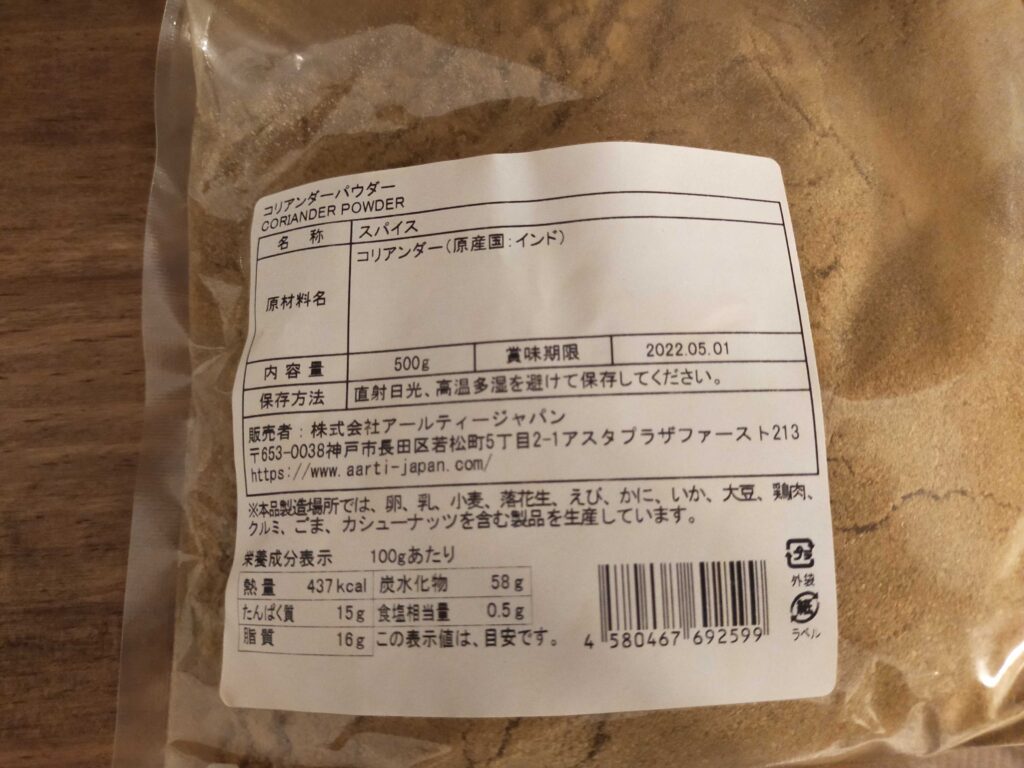 コリアンダーパウダー
CORIANDER POWDER
名 称 スパイス
原材料名 コリアンダー(原産国:インド)
内容量 500g 賞味期限 2022.05.01
保存方法 直射日光、高温多湿を避けて保存してください。
販売者:株式会社アールティージャパン
〒653-0038神戸市長田区若松町5丁目2-1アスタプラザファースト213
https://www.aarti-japan.com/
※本品製造場所では、卵、乳、小麦、落花生、えび、かに、いか、大豆、鶏肉、
クルミ、ごま、カシューナッツを含む製品を生産しています。
栄養成分表示 100gあたり
熱量 437kcal 炭水化物 58g
たんぱく質 15g 食塩相当量 0.5g
脂質 16g この表示値は、目安です。
4 580467 692599
プラ
外袋
紙
ラベル